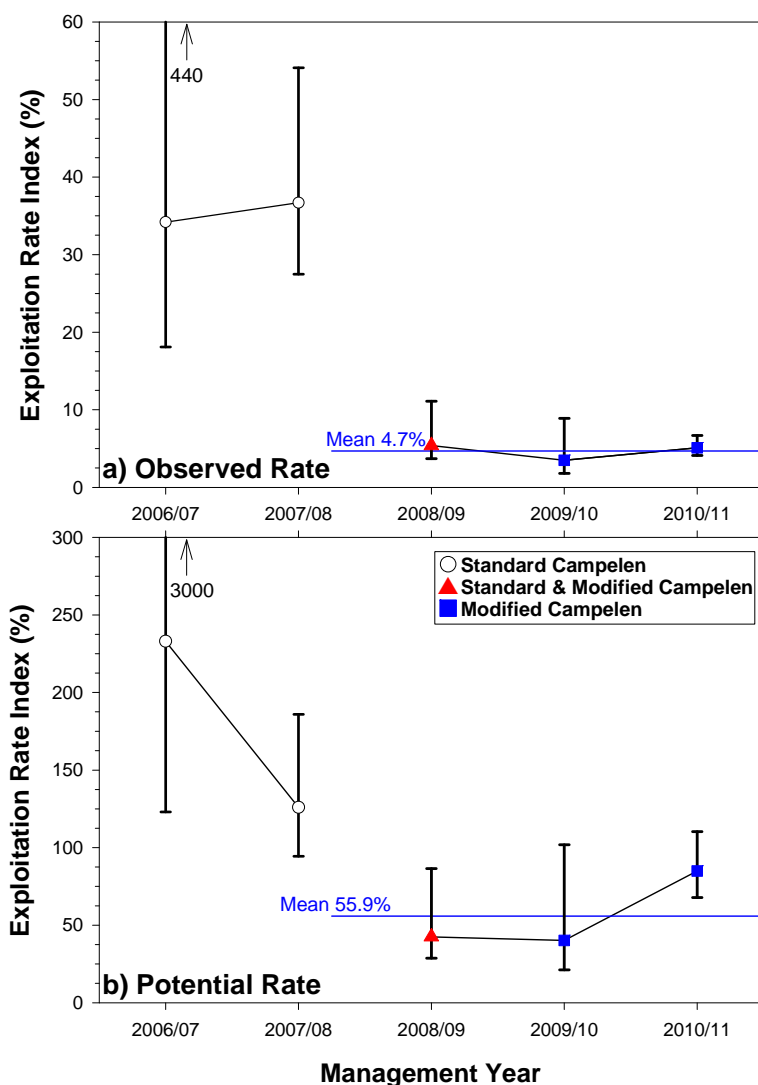 Exploitation Rate Index (%)
60
50
40
30
20
10
0
440
Mean 4.7%
a) Observed Rate
2006/07 2007/08 2008/09 2009/10 2010/11
Exploitation Rate Index (%)
300
250
200
150
100
50
0
3000
Standard Campelen
Standard & Modified Campelen
Modified Campelen
Mean 55.9%
b) Potential Rate
2006/07 2007/08 2008/09 2009/10 2010/11
Management Year